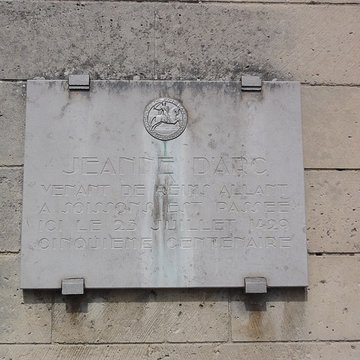 JEANNE D'ARC
VENANT DE REIMS ALLANT
A SOISSONS EST PASSEE
ICI LE 23 JUILLET 1429
CINQUIEME CENTENAIRE